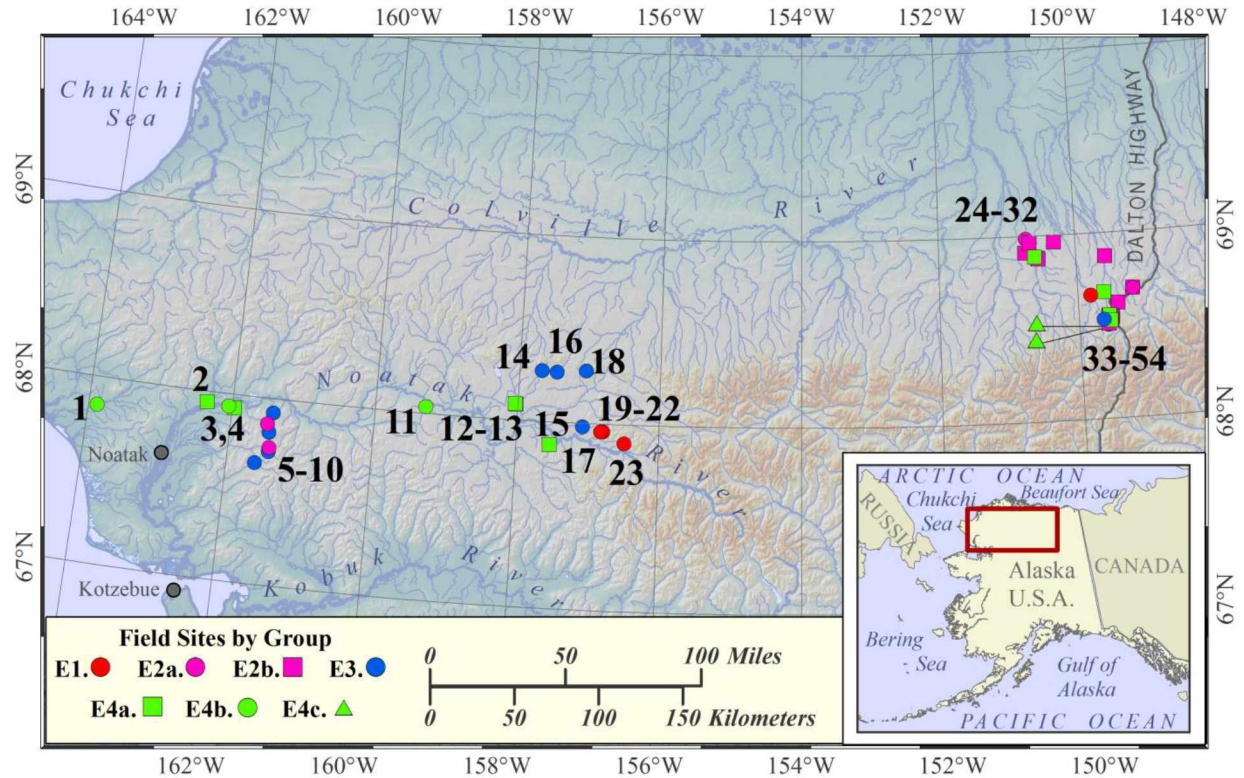 164°W 162°W 160°W 158°W 156°W 154°W 152°W 150°W 148°W
Chukchi
Sea
DALTON HIGHWAY
69°N
69°N
Colville River
24-32
33-54
68°N
68°N
1
2
3,4
5-10
Noatak River
11
12-13
14
16
18
15
19-22
17
23
Noatak
Kotzebue
Kobuk River
67°N
67°N
Field Sites by Group
E1. E2a. E2b. E3.
E4a. E4b. E4c.
0 50 100 Miles
0 50 100 150 Kilometers
ARCTIC OCEAN
Chukchi
Sea
Beaufort Sea
RUSSIA
Alaska
U.S.A.
CANADA
Bering
Sea
Gulf of
Alaska
PACIFIC OCEAN
162°W 160°W 158°W 156°W 154°W 152°W 150°W